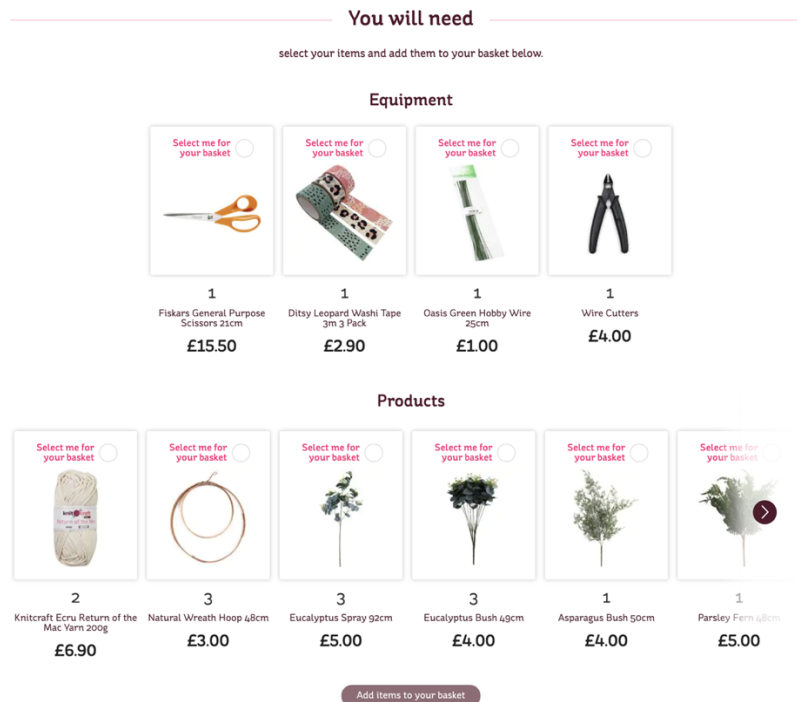 You will need
select your items and add them to your basket below.
Equipment
Select me for
your basket
Select me for
your basket
Select me for
your basket
Select me for
your basket
1
1
1
1
Fiskars General Purpose
Scissors 21cm
Ditsy Leopard Washi Tape
3m 3 Pack
Oasis Green Hobby Wire
25cm
Wire Cutters
£15.50
£2.90
£1.00
£4.00
Products
Select me for
your basket
Select me for
your basket
Select me for
your basket
Select me for
your basket
Select me for
your basket
Select me for
your basket
knitcraft
Return of the Mac
2
3
3
3
1
1
Knitcraft Ecru Return of the
Mac Yarn 200g
Natural Wreath Hoop 48cm
Eucalyptus Spray 92cm
Eucalyptus Bush 49cm
Asparagus Bush 50cm
Parsley Fern 48cm
£6.90
£3.00
£5.00
£4.00
£4.00
£5.00
Add items to your basket